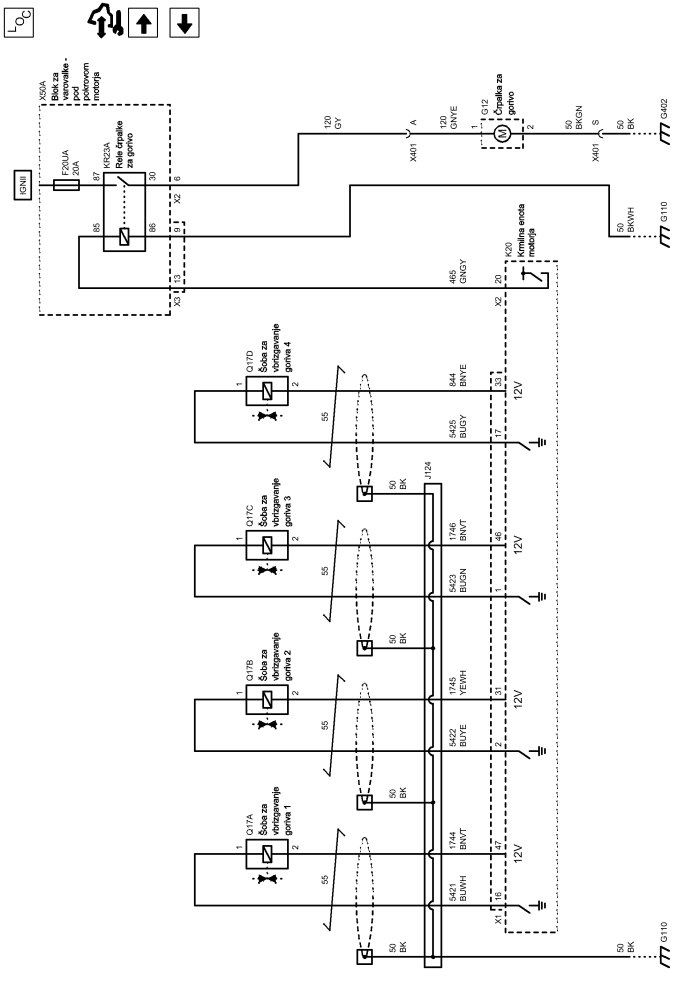 LOC
X50A
Blok za
varovalke -
pod
pokrovom
motorja
IGNII
F20UA
20A
87
85
KR23A
Rele črpalke
za gorivo
30
86
6
X2
9
13
X3
120
GY
A
X401
120
GNYE
1
G12
Črpalka za
gorivo
M
2
50
BKGN
S
X401
50
BK
G402
50
BKWH
G110
465
GNGY
20
X2
K20
Krmilna enota
motorja
1
Q17D
Šoba za
vbrizgavanje
goriva 4
2
55
844
BNYE
33
12V
5425
BUGY
17
50
BK
J124
1
Q17C
Šoba za
vbrizgavanje
goriva 3
2
55
1746
BNVT
46
12V
5423
BUGN
1
50
BK
1
Q17B
Šoba za
vbrizgavanje
goriva 2
2
55
1745
YEWH
31
12V
5422
BUYE
2
50
BK
1
Q17A
Šoba za
vbrizgavanje
goriva 1
2
55
1744
BNVT
47
12V
5421
BUWH
16
X1
50
BK
50
BK
G110